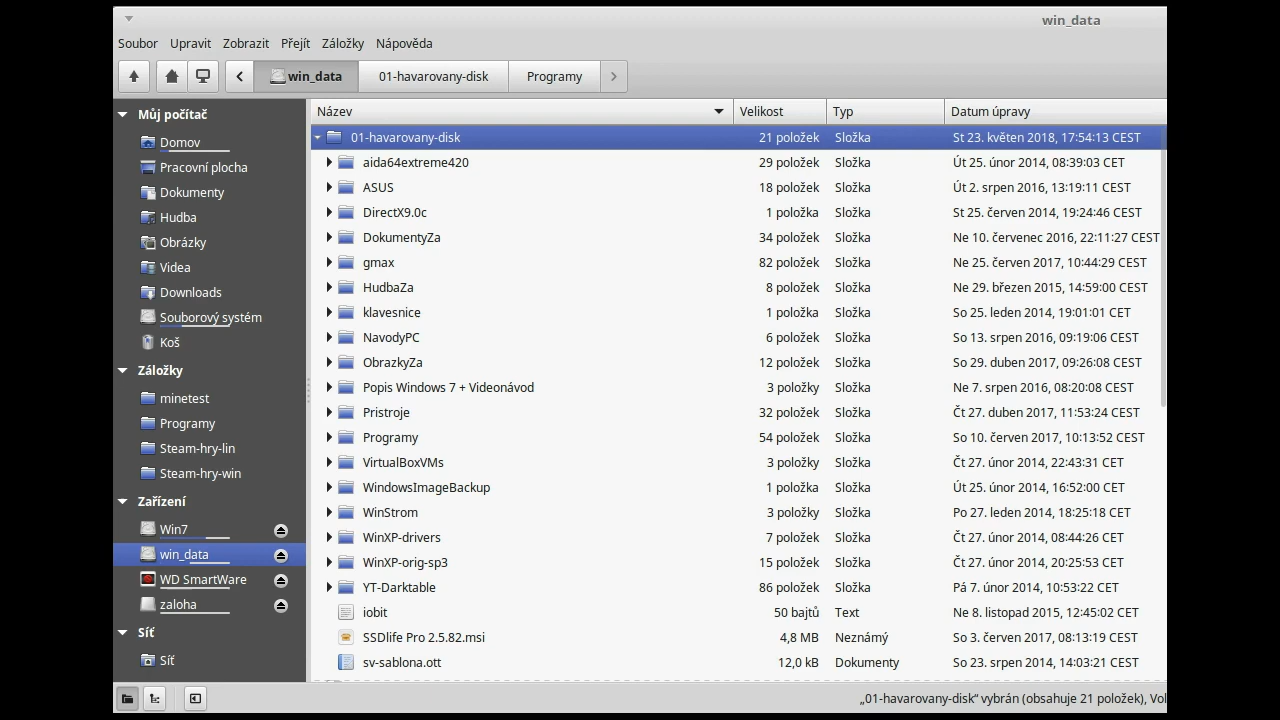 win_data
Soubor Upravit Zobrazit Přejít Záložky Nápověda
win_data 01-havarovany-disk Programy
Můj počítač
Domov
Pracovní plocha
Dokumenty
Hudba
Obrázky
Videa
Downloads
Souborový systém
Koš
Záložky
minetest
Programy
Steam-hry-lin
Steam-hry-win
Zařízení
Win7
win_data
WD SmartWare
zaloha
Síť
Síť
Název Velikost Typ Datum úpravy
01-havarovany-disk 21 položek Složka St 23. květen 2018, 17:54:13 CEST
aida64extreme420 29 položek Složka Út 25. únor 2014, 08:39:03 CET
ASUS 18 položek Složka Út 2. srpen 2016, 13:19:11 CEST
DirectX9.0c 1 položka Složka St 25. červen 2014, 19:24:46 CEST
DokumentyZa 34 položek Složka Ne 10. červenec 2016, 22:11:27 CEST
gmax 82 položek Složka Ne 25. červen 2017, 10:44:29 CEST
HudbaZa 8 položek Složka Ne 29. březen 2015, 14:59:00 CEST
klavesnice 1 položka Složka So 25. leden 2014, 19:01:01 CET
NavodyPC 6 položek Složka So 13. srpen 2016, 09:19:06 CEST
ObrazkyZa 12 položek Složka So 29. duben 2017, 09:26:08 CEST
Popis Windows 7 + Videonávod 3 položky Složka Ne 7. srpen 2016, 08:20:08 CEST
Pristroje 32 položek Složka Čt 27. duben 2017, 11:53:24 CEST
Programy 54 položek Složka So 10. červen 2017, 10:13:52 CEST
VirtualBoxVMs 3 položky Složka Čt 27. únor 2014, 22:43:31 CET
WindowsImageBackup 1 položka Složka Út 25. únor 2014, 16:52:00 CET
WinStrom 3 položky Složka Po 27. leden 2014, 18:25:18 CET
WinXP-drivers 7 položek Složka Čt 27. únor 2014, 08:44:26 CET
WinXP-orig-sp3 15 položek Složka Čt 27. únor 2014, 20:25:53 CET
YT-Darktable 86 položek Složka Pá 7. únor 2014, 10:53:22 CET
iobit 50 bajtů Text Ne 8. listopad 2015, 12:45:02 CET
SSDlife Pro 2.5.82.msi 4,8 MB Neznámý So 3. červen 2017, 08:13:19 CEST
sv-sablona.ott 12,0 kB Dokumenty So 23. srpen 2014, 14:03:21 CEST
„01-havarovany-disk“ vybrán (obsahuje 21 položek), Vol